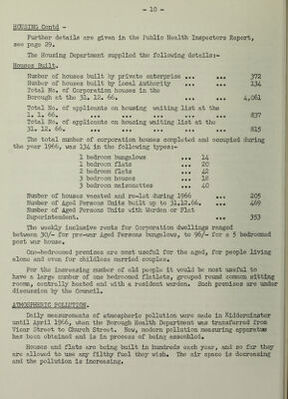 - 10 -
HOUSING Contd -
Further details are given in the Public Health Inspectors Report,
see page 29.
The Housing Department supplied the following details:-
Houses Built.
Number of houses built by private enterprise ... ... 372
Number of houses built by Local Authority ... ... 134
Total No. of Corporation houses in the
Borough at the 31. 12. 66. ... ... ... 4,061
Total No. of applicants on housing waiting list at the
1. 1. 66. ... ... ... ... ... 837
Total No. of applicants on housing waiting list at the
31. 12. 66. ... ... ... ... ... 815
The total number of corporation houses completed and occupied during
the year 1966, was 134 in the following types:-
1 bedroom bungalows ... 14
1 bedroom flats ... 20
2 bedroom flats ... 42
3 bedroom houses ... 18
3 bedroom maisonettes ... 40
Number of houses vacated and re-let during 1966 ... 205
Number of Aged Persons Units built up to 31.12.66. ... 469
Number of Aged Persons Units with Warden or Flat
Superintendent. ... ... 353
The weekly inclusive rents for Corporation dwellings ranged
between 30/- for pre-war Aged Persons bungalows, to 96/- for a 5 bedroomed
post war house.
One-bedroomed premises are most useful for the aged, for people living
alone and even for childless married couples.
For the increasing number of old people it would be most useful to
have a large number of one bedroomed flatlets, grouped round common sitting
rooms, centrally heated and with a resident warden. Such premises are under
discussion by the Council.
ATMOSPHERIC POLLUTION.
Daily measurements of atmospheric pollution were made in Kidderminster
until April 1966, when the Borough Health Department was transferred from
Vicar Street to Church Street. Now, modern pollution measuring apparatus
has been obtained and is in process of being assembled.
Houses and flats are being built in hundreds each year, and so far they
are allowed to use any filthy fuel they wish. The air space is decreasing
and the pollution is increasing.